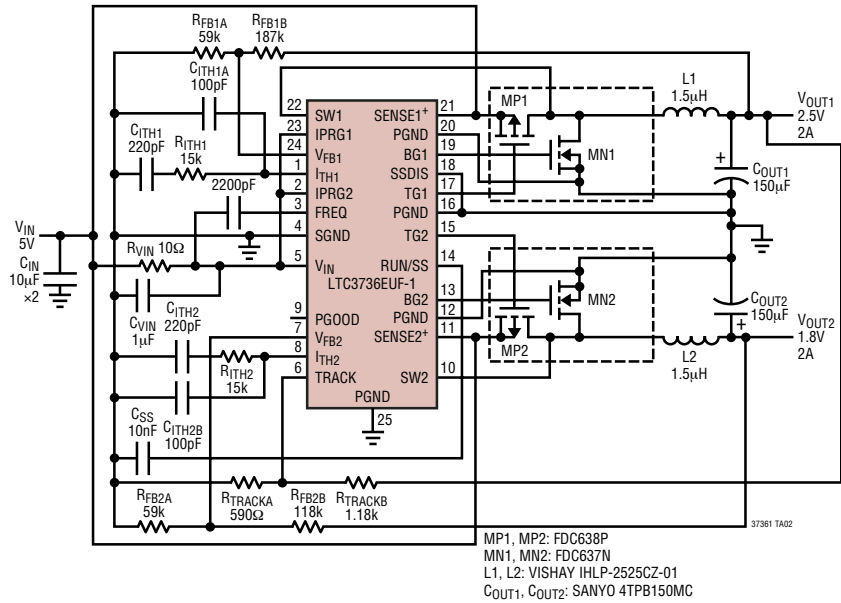 RFB1A
59k
RFB1B
187k
CITH1A
100pF
CITH1
220pF
RITH1
15k
2200pF
VIN
5V
CIN
10µF
×2
RVIN 10Ω
CVIN
1µF
CITH2
220pF
RITH2
15k
CITH2B
100pF
CSS
10nF
RFB2A
59k
RTRACKA
590Ω
RFB2B
118k
RTRACKB
1.18k
22 SW1
23 IPRG1
24 VFB1
1 ITH1
2 IPRG2
3 FREQ
4 SGND
5 VIN
LTC3736EUF-1
9 PGOOD
7 VFB2
8 ITH2
6 TRACK
PGND
25
SENSE1+ 21
PGND 20
BG1 19
SSDIS 18
TG1 17
PGND 16
TG2 15
RUN/SS 14
BG2 13
PGND 12
SENSE2+ 11
SW2 10
MP1
MN1
MN2
MP2
L1
1.5µH
VOUT1
2.5V
2A
+
COUT1
150µF
COUT2
150µF
+
L2
1.5µH
VOUT2
1.8V
2A
37361 TA02
MP1, MP2: FDC638P
MN1, MN2: FDC637N
L1, L2: VISHAY IHLP-2525CZ-01
COUT1, COUT2: SANYO 4TPB150MC